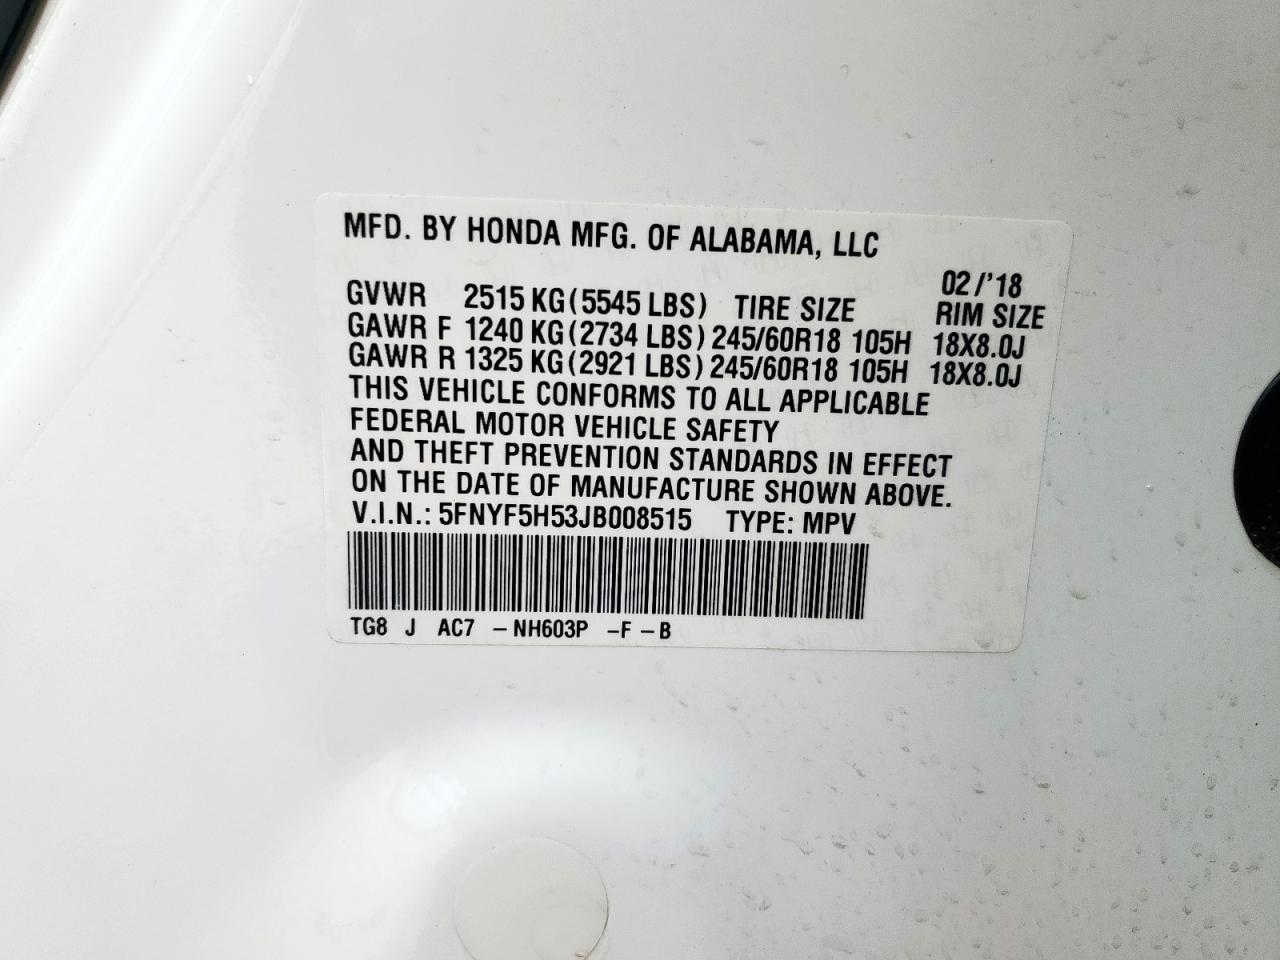 MFD. BY HONDA MFG. OF ALABAMA, LLC
02/'18
GVWR 2515 KG (5545 LBS) TIRE SIZE RIM SIZE
GAWR F 1240 KG (2734 LBS) 245/60R18 105H 18X8.0J
GAWR R 1325 KG (2921 LBS) 245/60R18 105H 18X8.0J
THIS VEHICLE CONFORMS TO ALL APPLICABLE
FEDERAL MOTOR VEHICLE SAFETY
AND THEFT PREVENTION STANDARDS IN EFFECT
ON THE DATE OF MANUFACTURE SHOWN ABOVE.
V.I.N.: 5FNYF5H53JB008515 TYPE: MPV
TG8 J AC7 -NH603P -F -B